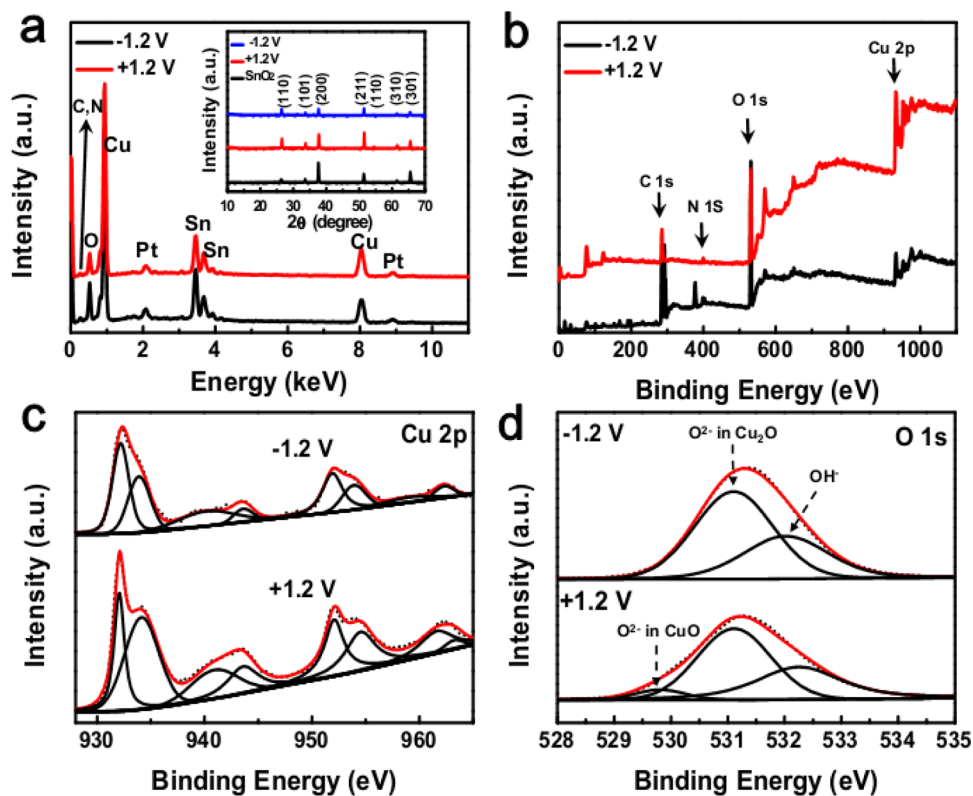 a
-1.2 V
+1.2 V
C,N
Cu
O
Pt
Sn
Sn
Cu
Pt
Intensity (a.u.)
0 2 4 6 8 10
Energy (keV)
-1.2 V
+1.2 V
SnO₂
(110)
(101)
(200)
(211)
(110)
(310)
(301)
Intensity (a.u.)
10 20 30 40 50 60 70
2θ (degree)
b
-1.2 V
+1.2 V
Cu 2p
O 1s
C 1s
N 1S
Intensity (a.u.)
0 200 400 600 800 1000
Binding Energy (eV)
c
Cu 2p
-1.2 V
+1.2 V
Intensity (a.u.)
930 940 950 960
Binding Energy (eV)
d
-1.2 V
O 1s
O²⁻ in Cu₂O
OH⁻
+1.2 V
O²⁻ in CuO
Intensity (a.u.)
528 529 530 531 532 533 534 535
Binding Energy (eV)